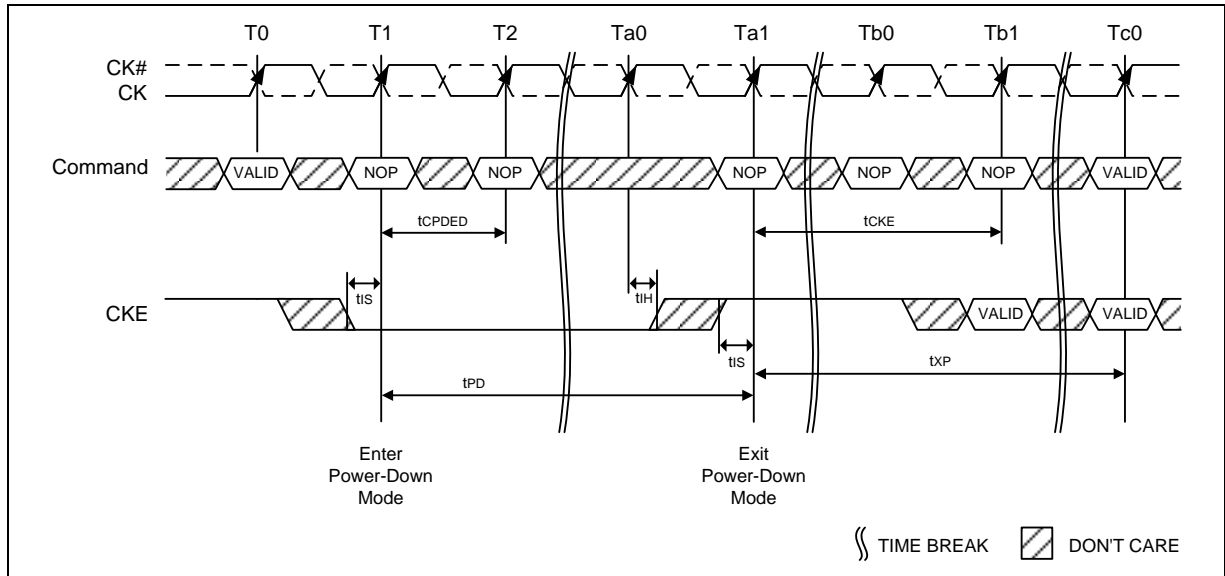 T0 T1 T2 Ta0 Ta1 Tb0 Tb1 Tc0
CK#
CK
Command VALID NOP NOP NOP NOP NOP VALID
tCPDED tCKE
tIS tIH
CKE VALID VALID
tIS
tXP
tPD
Enter
Power-Down
Mode
Exit
Power-Down
Mode
TIME BREAK DON'T CARE